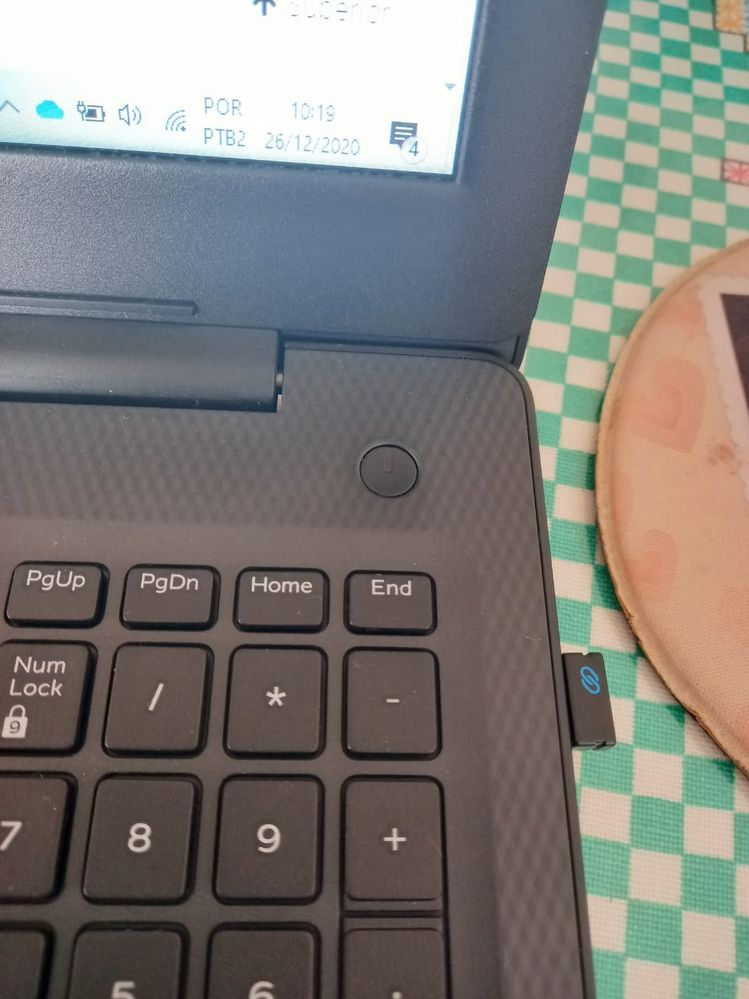 Superior
POR 10:19
PTB2 26/12/2020
4
PgUp PgDn Home End
Num / * -
Lock
9
7 8 9 +
5 6